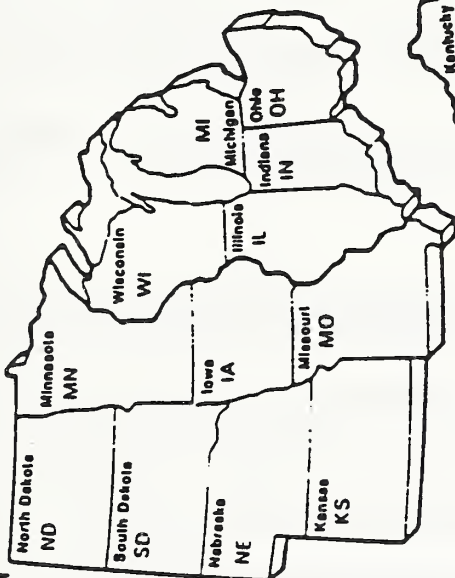 North Dakota
ND
Minnesota
MN
South Dakota
SD
Wisconsin
WI
MI
Michigan
Nebraska
NE
Iowa
IA
Illinois
IL
Indiana
IN
Ohio
OH
Kansas
KS
Missouri
MO
Kentucky